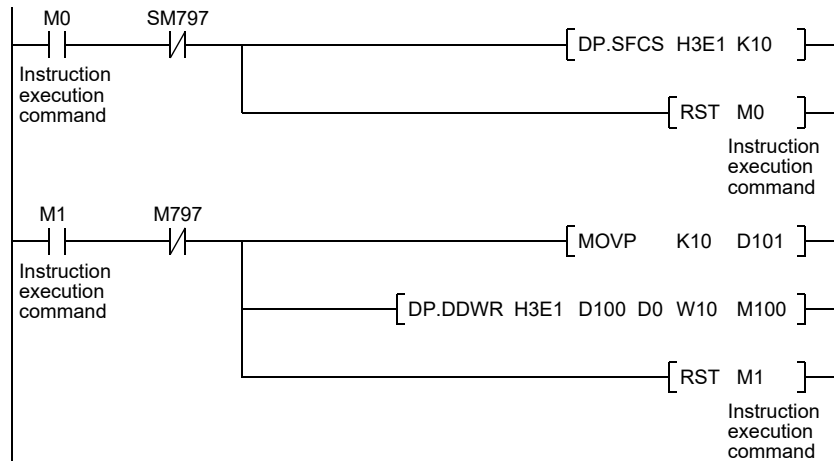 M0 SM797
DP.SFCS H3E1 K10
Instruction
execution
command
RST M0
Instruction
execution
command
M1 M797
MOVP K10 D101
Instruction
execution
command
DP.DDWR H3E1 D100 D0 W10 M100
RST M1
Instruction
execution
command